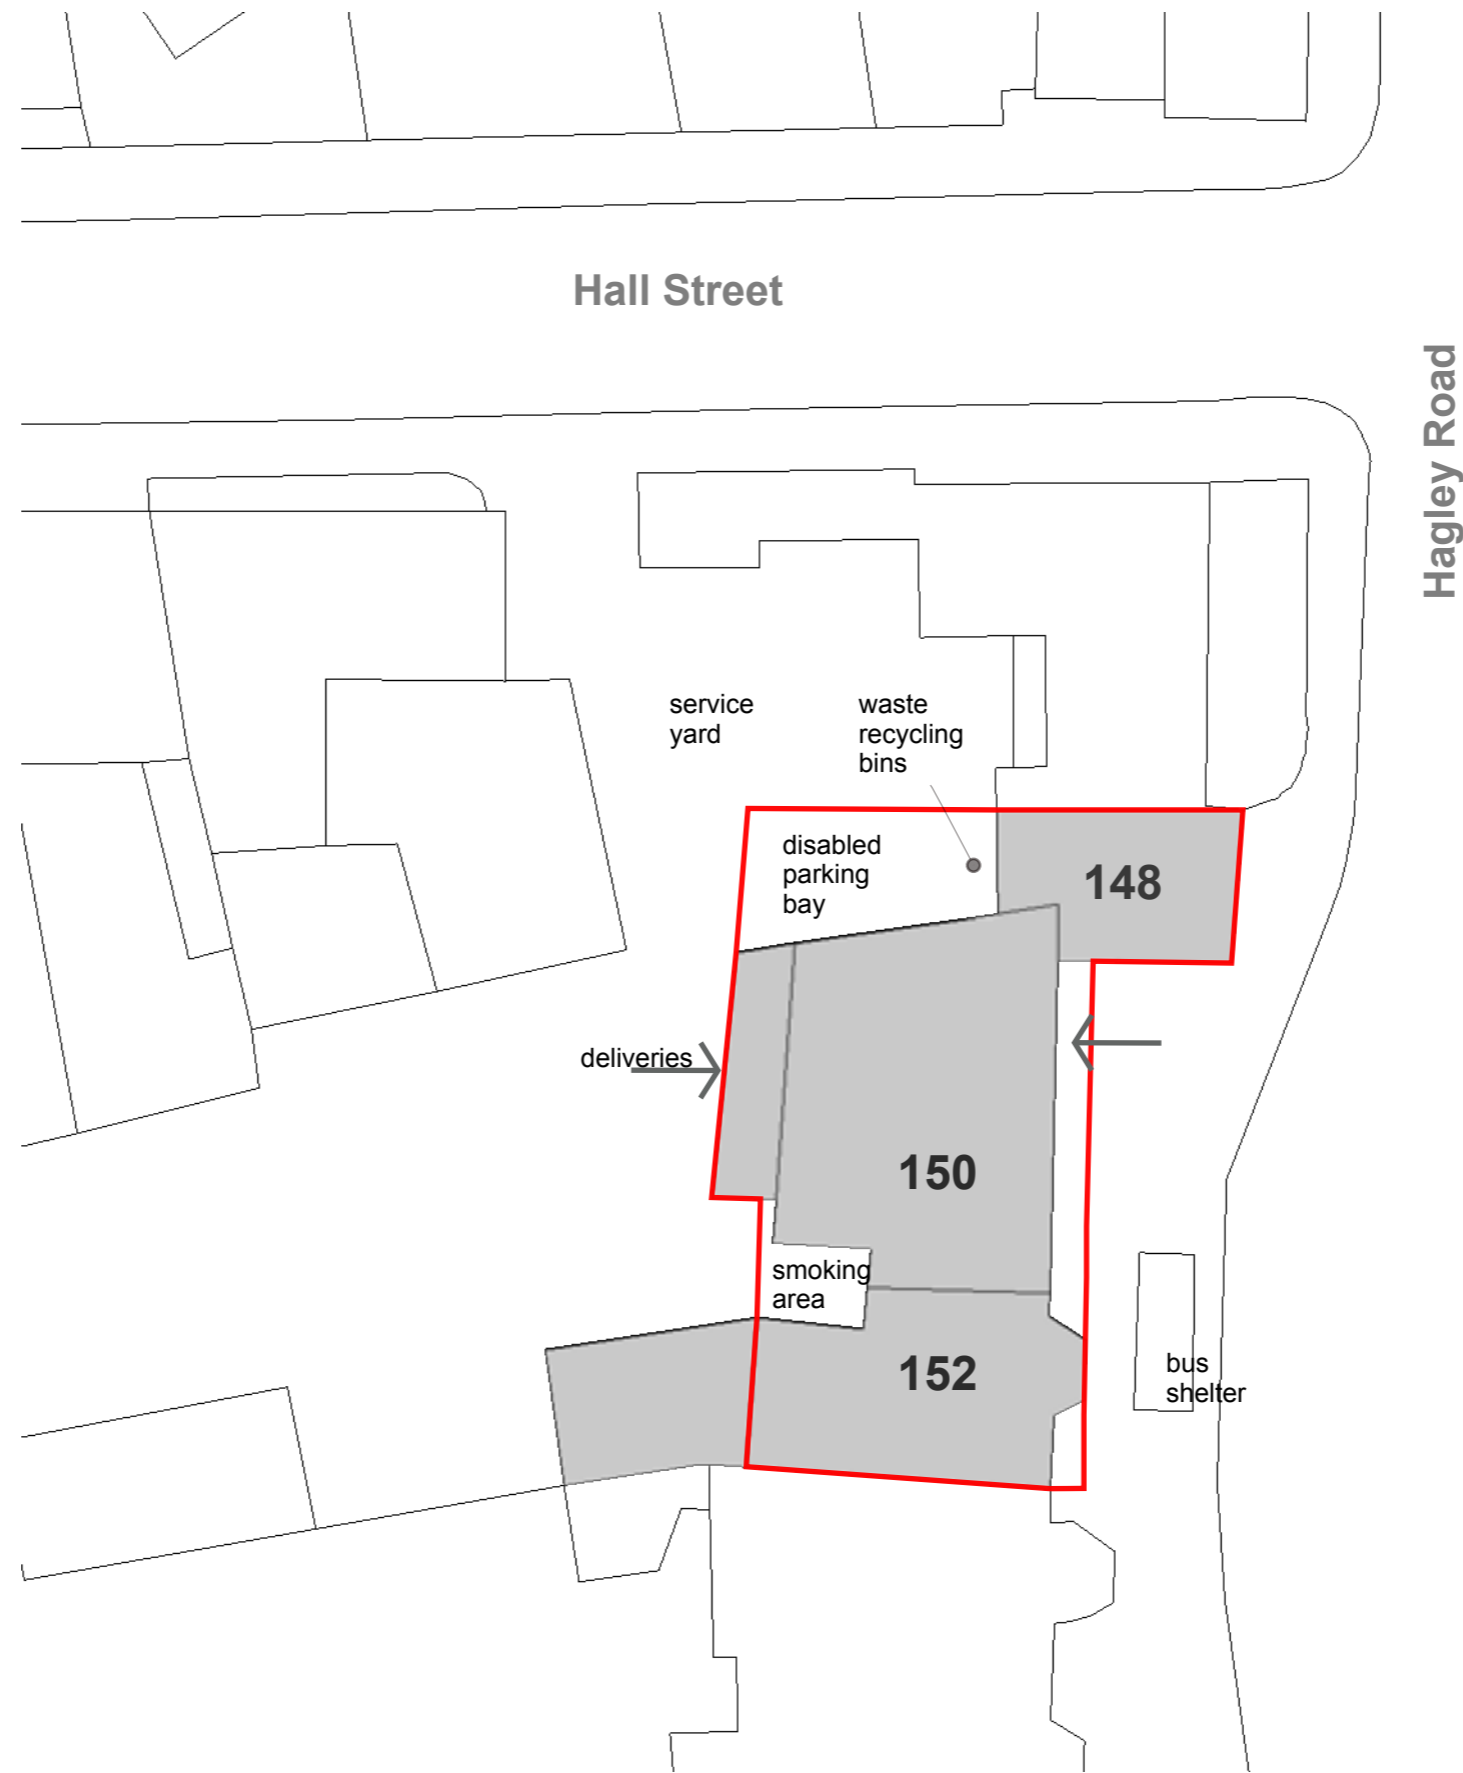 Hall Street
Hagley Road
service
yard
waste
recycling
bins
disabled
parking
bay
148
deliveries
150
smoking
area
152
bus
shelter